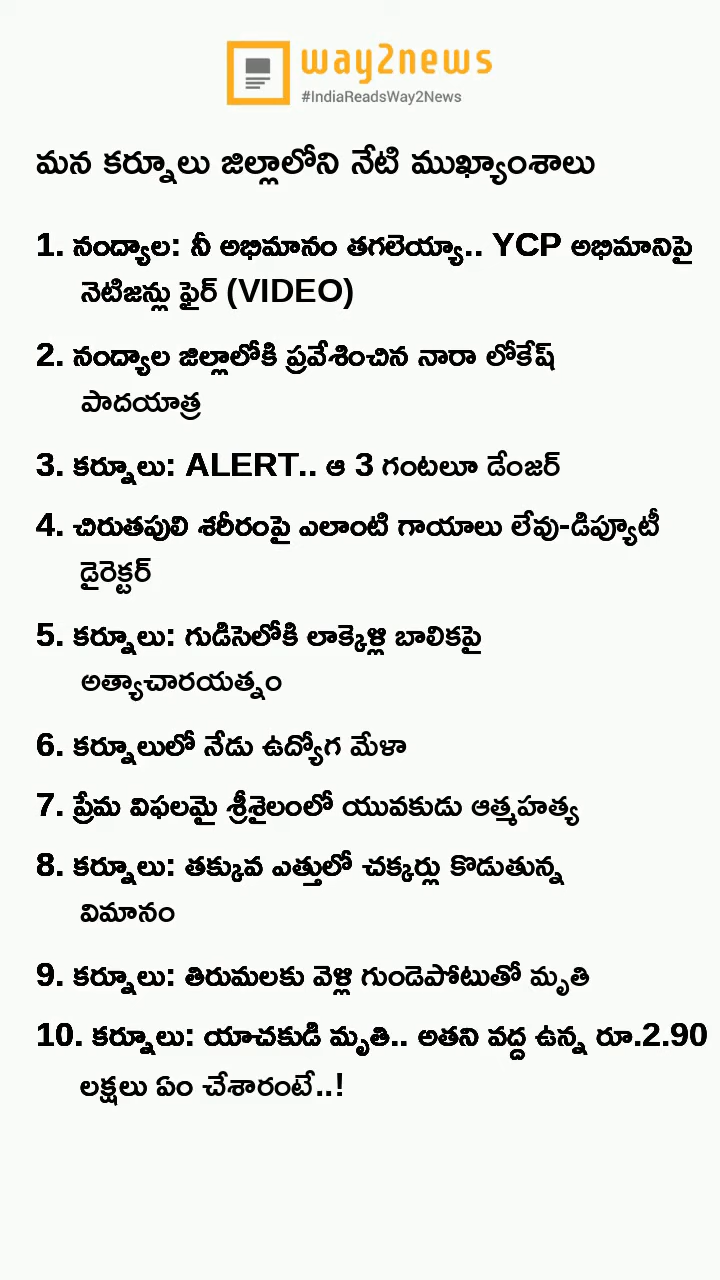 way2news
#IndiaReadsWay2News
మన కర్నూలు జిల్లాలోని నేటి ముఖ్యాంశాలు
1. నంద్యాల: నీ అభిమానం తగలెయ్యా.. YCP అభిమానిపై
నెటిజన్లు ఫైర్ (VIDEO)
2. నంద్యాల జిల్లాలోకి ప్రవేశించిన నారా లోకేష్
పాదయాత్ర
3. కర్నూలు: ALERT.. ఆ 3 గంటలూ డేంజర్
4. చిరుతపులి శరీరంపై ఎలాంటి గాయాలు లేవు-డిప్యూటీ
డైరెక్టర్
5. కర్నూలు: గుడిసెలోకి లాక్కెళ్లి బాలికపై
అత్యాచారయత్నం
6. కర్నూలులో నేడు ఉద్యోగ మేళా
7. ప్రేమ విఫలమై శ్రీశైలంలో యువకుడు ఆత్మహత్య
8. కర్నూలు: తక్కువ ఎత్తులో చక్కర్లు కొడుతున్న
విమానం
9. కర్నూలు: తిరుమలకు వెళ్లి గుండెపోటుతో మృతి
10. కర్నూలు: యాచకుడి మృతి.. అతని వద్ద ఉన్న రూ.2.90
లక్షలు ఏం చేశారంటే..!